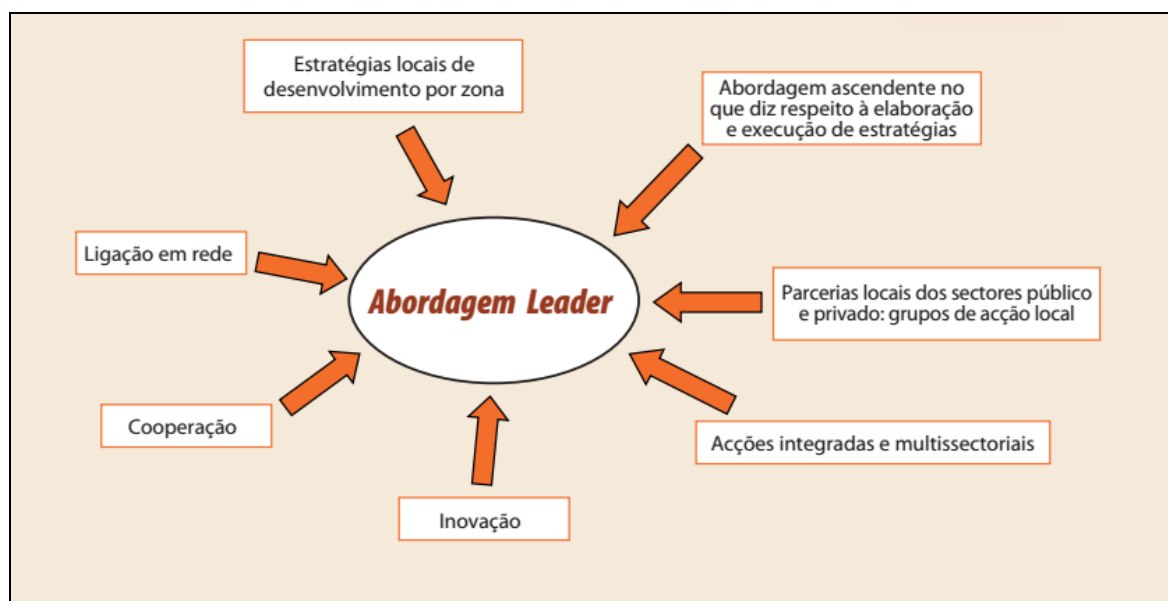 Estratégias locais de
desenvolvimento por zona
Abordagem ascendente no
que diz respeito à elaboração
e execução de estratégias
Ligação em rede
Abordagem Leader
Parcerias locais dos sectores público
e privado: grupos de acção local
Cooperação
Acções integradas e multissectoriais
Inovação